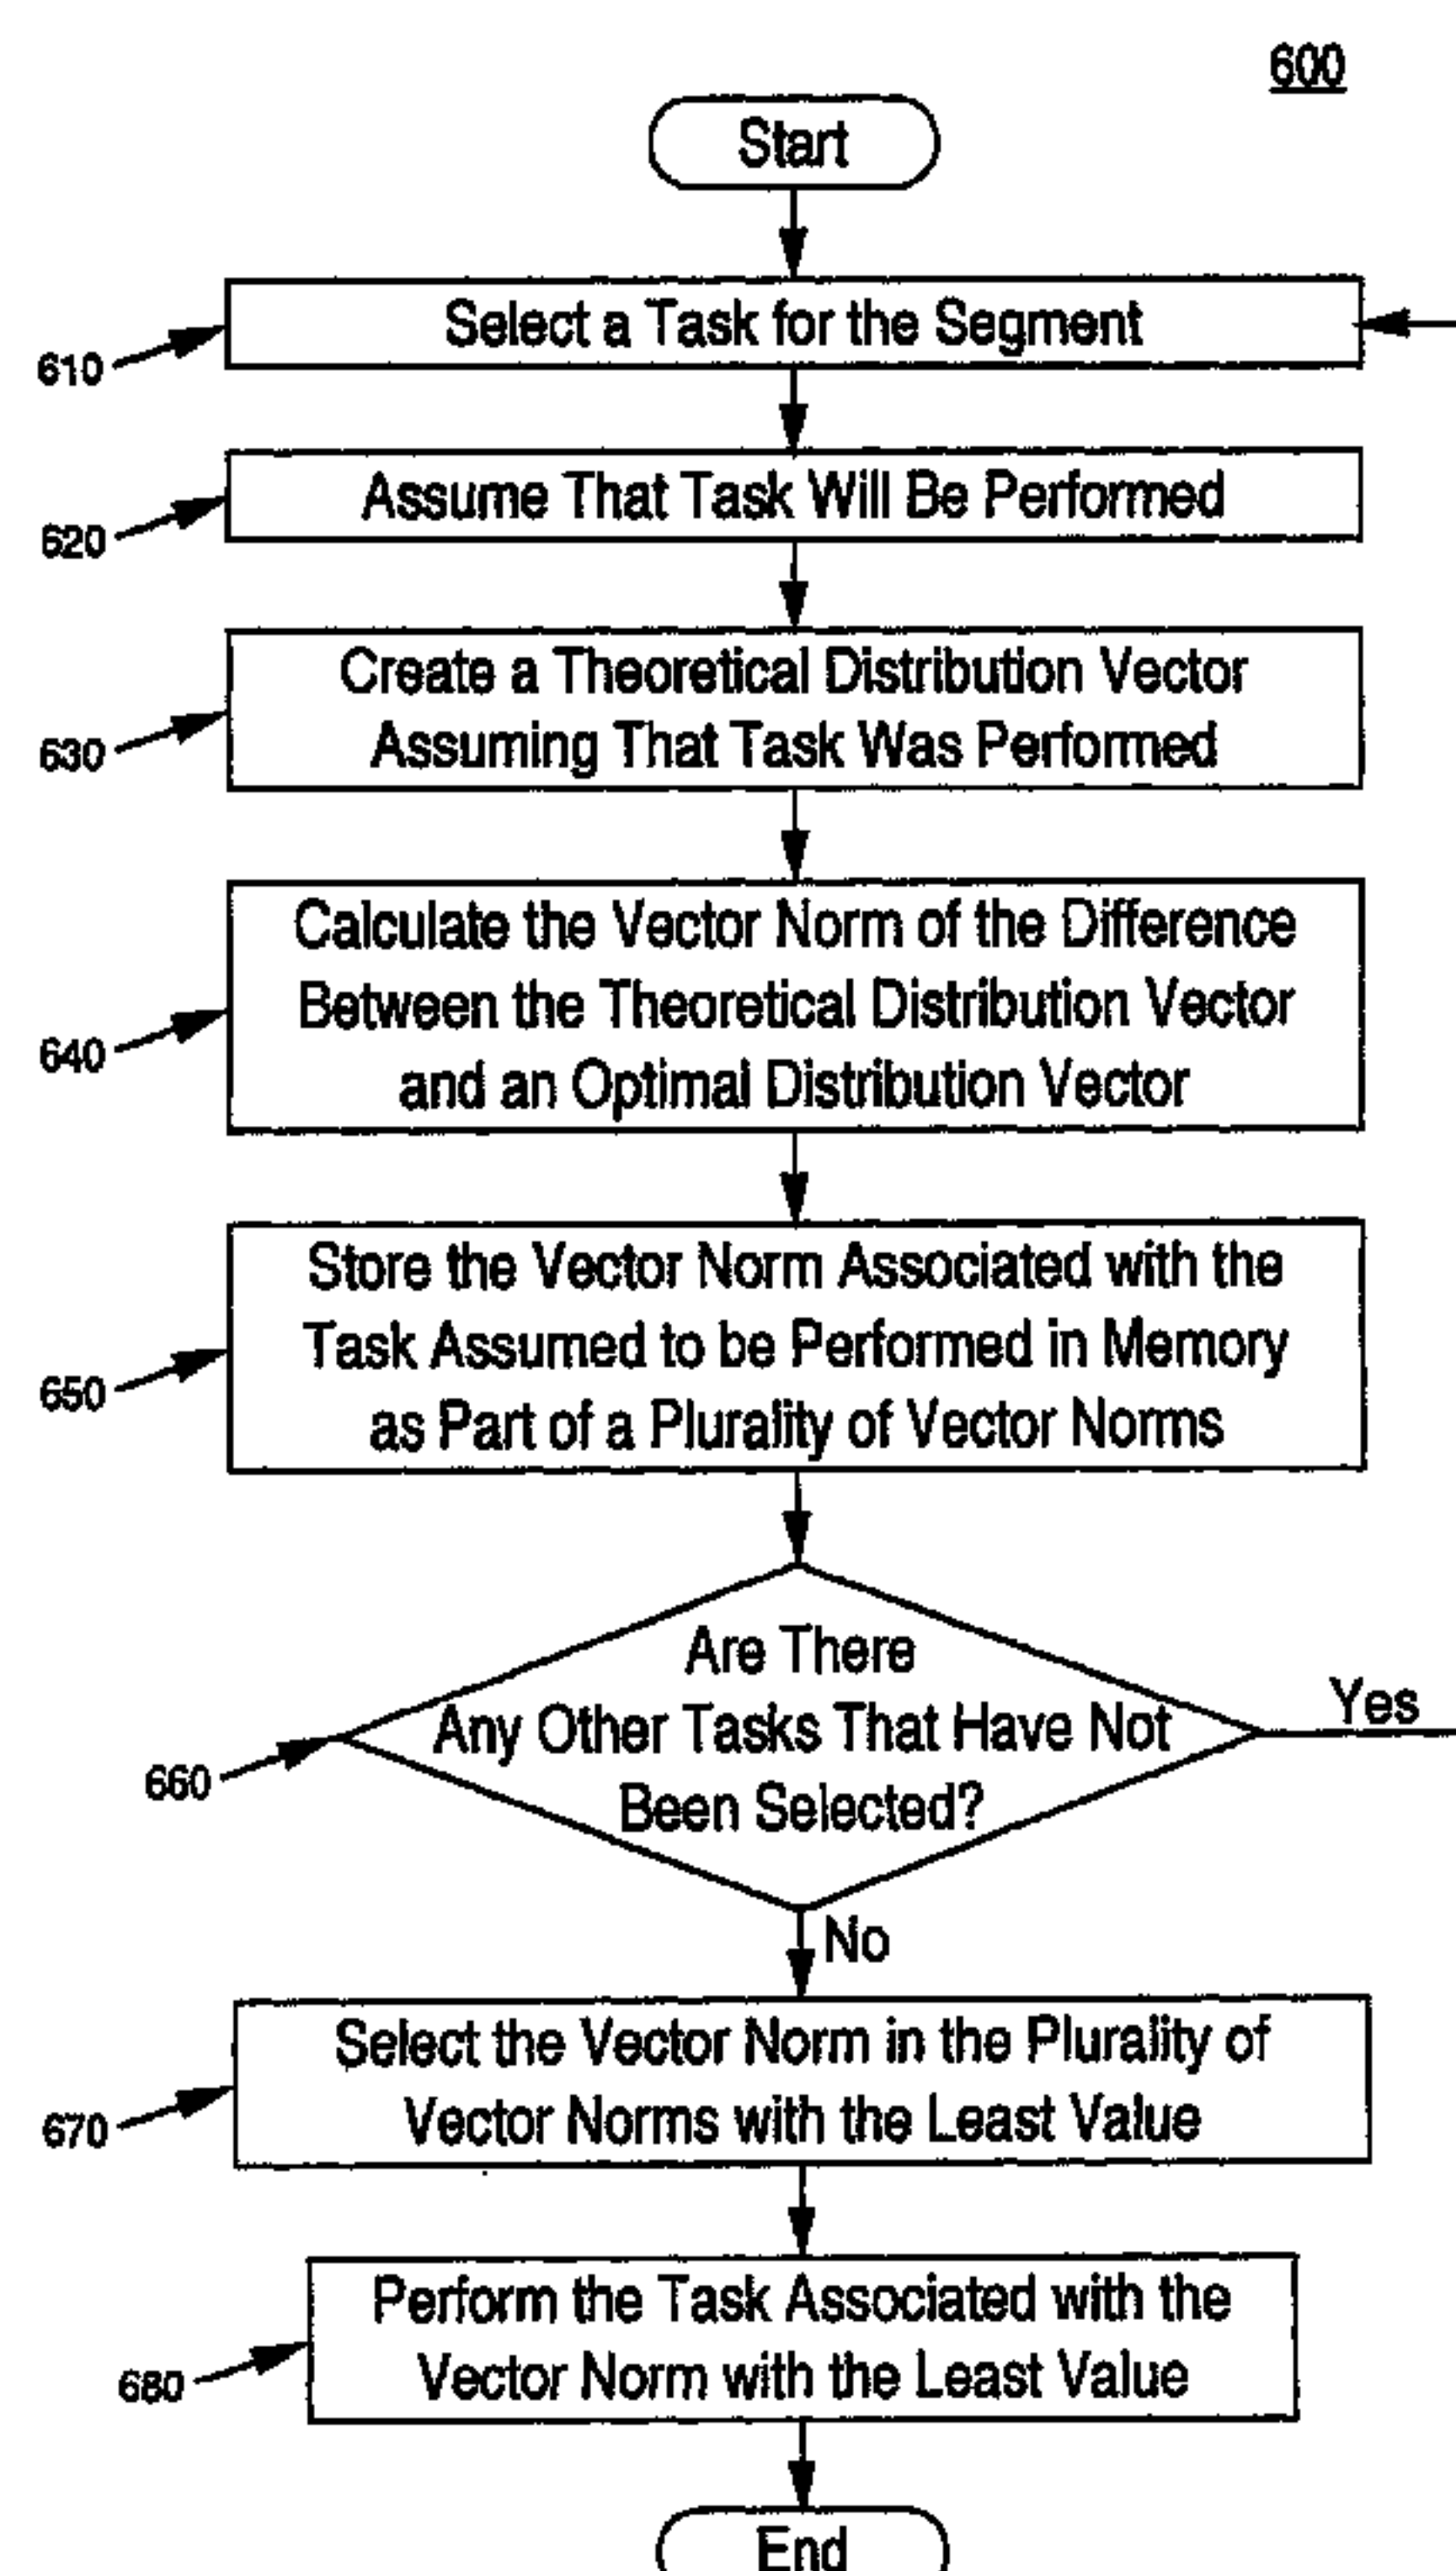 600
Start
Select a Task for the Segment
610
Assume That Task Will Be Performed
620
Create a Theoretical Distribution Vector
Assuming That Task Was Performed
630
Calculate the Vector Norm of the Difference
Between the Theoretical Distribution Vector
and an Optimal Distribution Vector
640
Store the Vector Norm Associated with the
Task Assumed to be Performed in Memory
as Part of a Plurality of Vector Norms
650
Are There
Any Other Tasks That Have Not
Been Selected?
Yes
660
No
Select the Vector Norm in the Plurality of
Vector Norms with the Least Value
670
Perform the Task Associated with the
Vector Norm with the Least Value
680
End